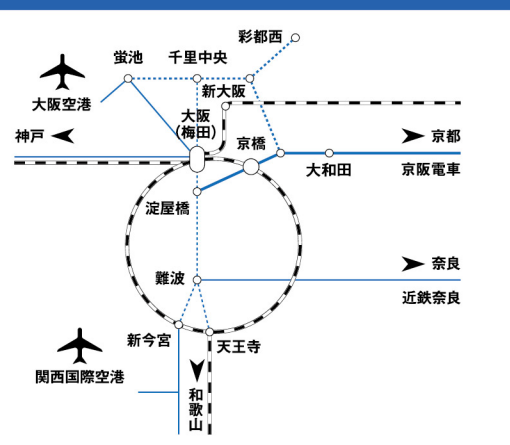 彩都西
蛍池
千里中央
大阪空港
新大阪
大阪
（梅田）
神戸
京橋
京都
大和田
京阪電車
淀屋橋
奈良
難波
近鉄奈良
新今宮
天王寺
関西国際空港
和歌山